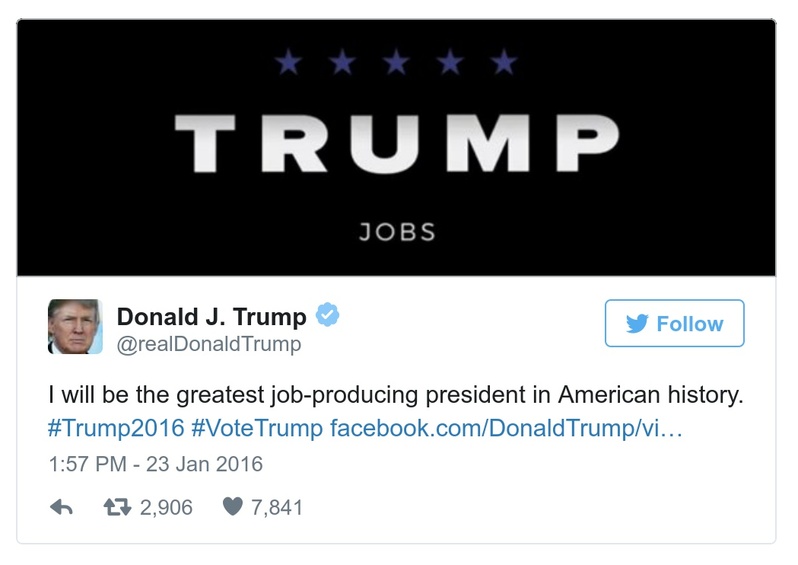 TRUMP
JOBS
Donald J. Trump
@realDonaldTrump
Follow
I will be the greatest job-producing president in American history.
#Trump2016 #VoteTrump facebook.com/DonaldTrump/vi…
1:57 PM - 23 Jan 2016
2,906 7,841